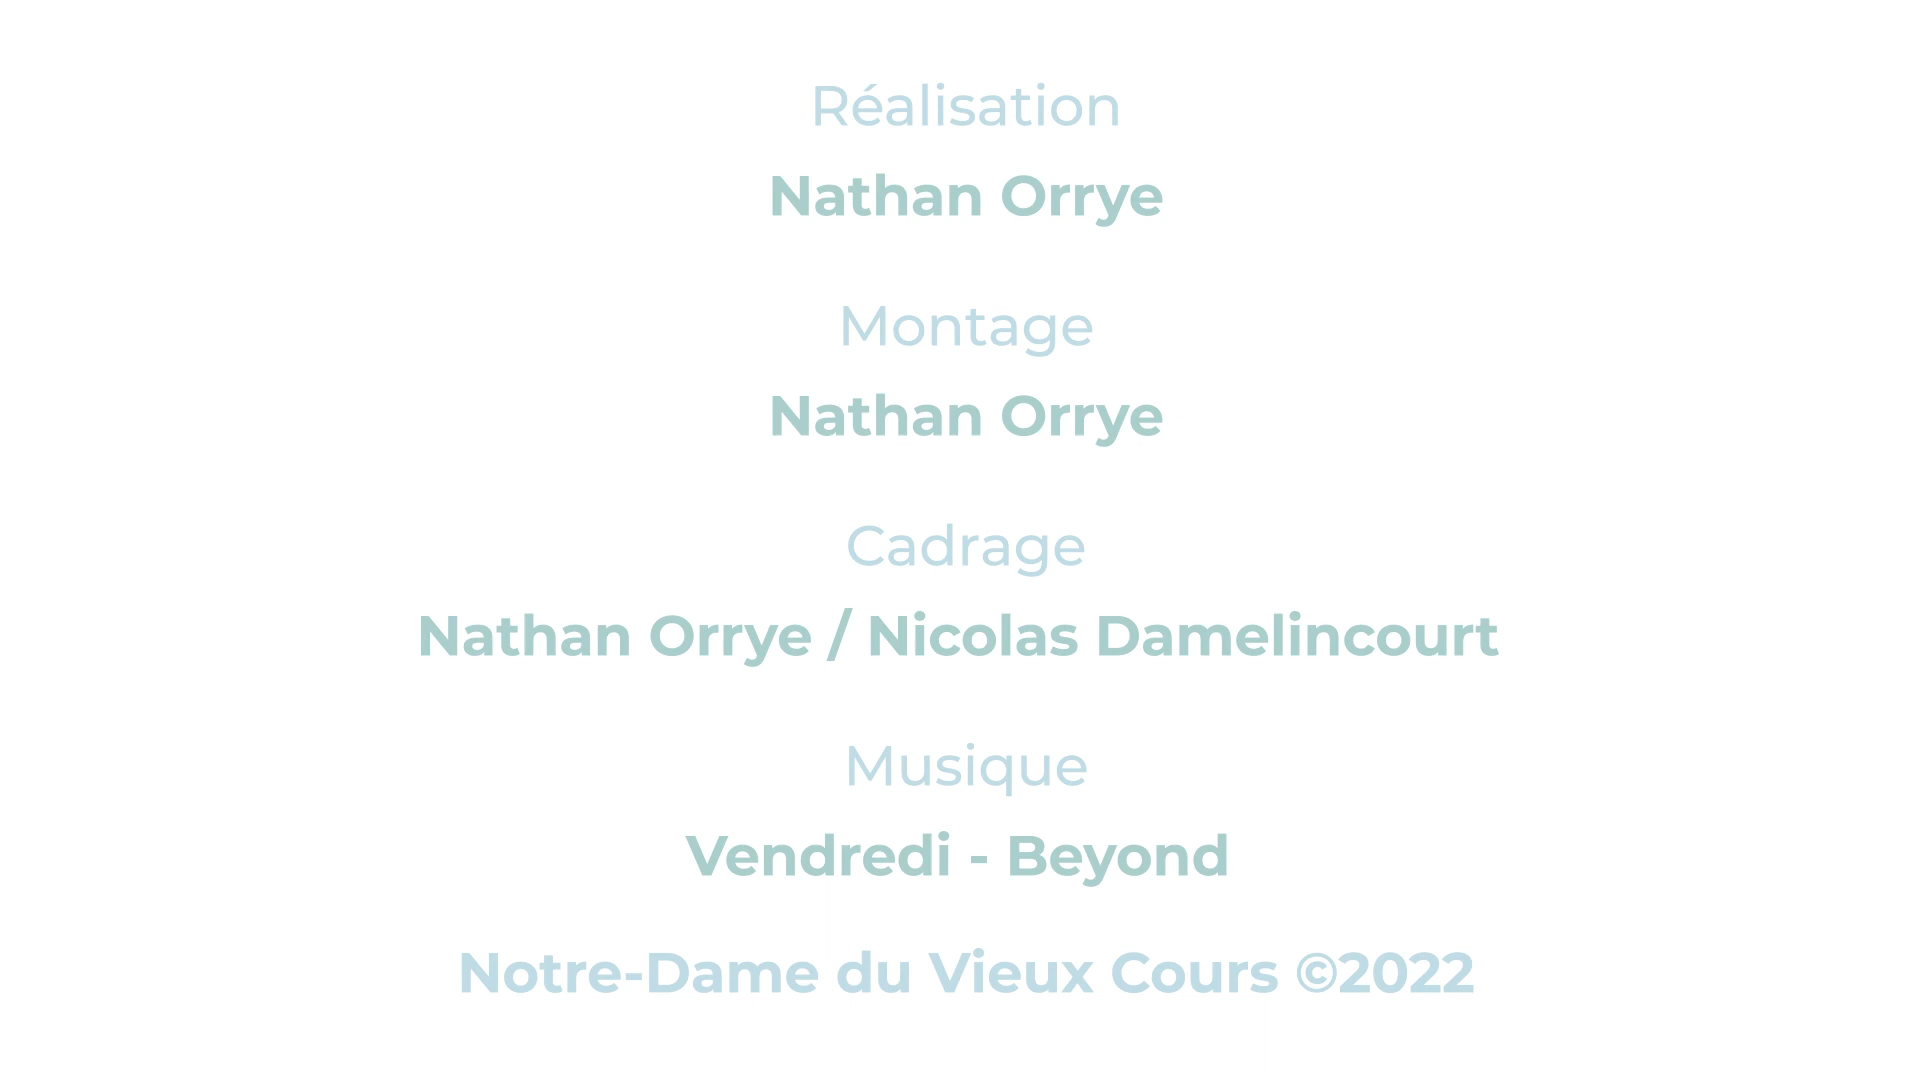 Réalisation
Nathan Orrye
Montage
Nathan Orrye
Cadrage
Nathan Orrye / Nicolas Damelincourt
Musique
Vendredi - Beyond
Notre-Dame du Vieux Cours ©2022